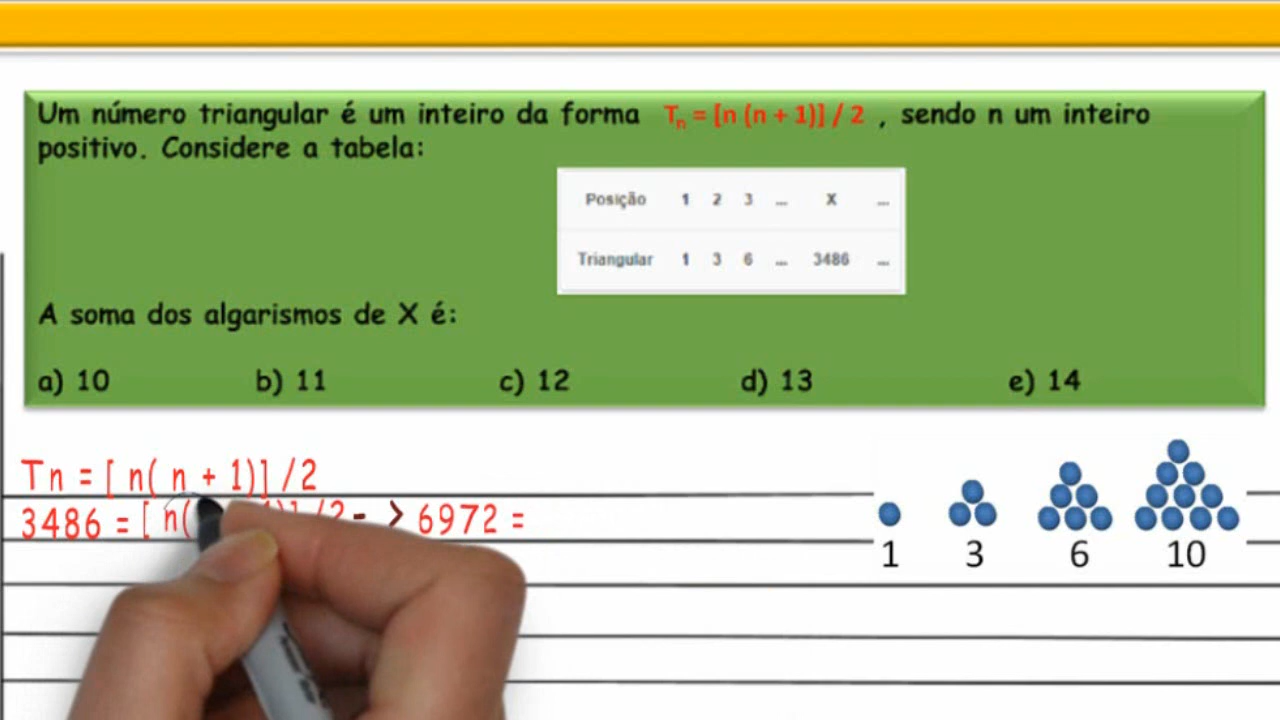 Um número triangular é um inteiro da forma Tn = [n (n + 1)] / 2 , sendo n um inteiro
positivo. Considere a tabela:
Posição 1 2 3 ... X ...
Triangular 1 3 6 ... 3486 ...
A soma dos algarismos de X é:
a) 10 b) 11 c) 12 d) 13 e) 14
Tn = [ n( n + 1)] /2
3486 = [ n( 1)] /2 - > 6972 =
1 3 6 10